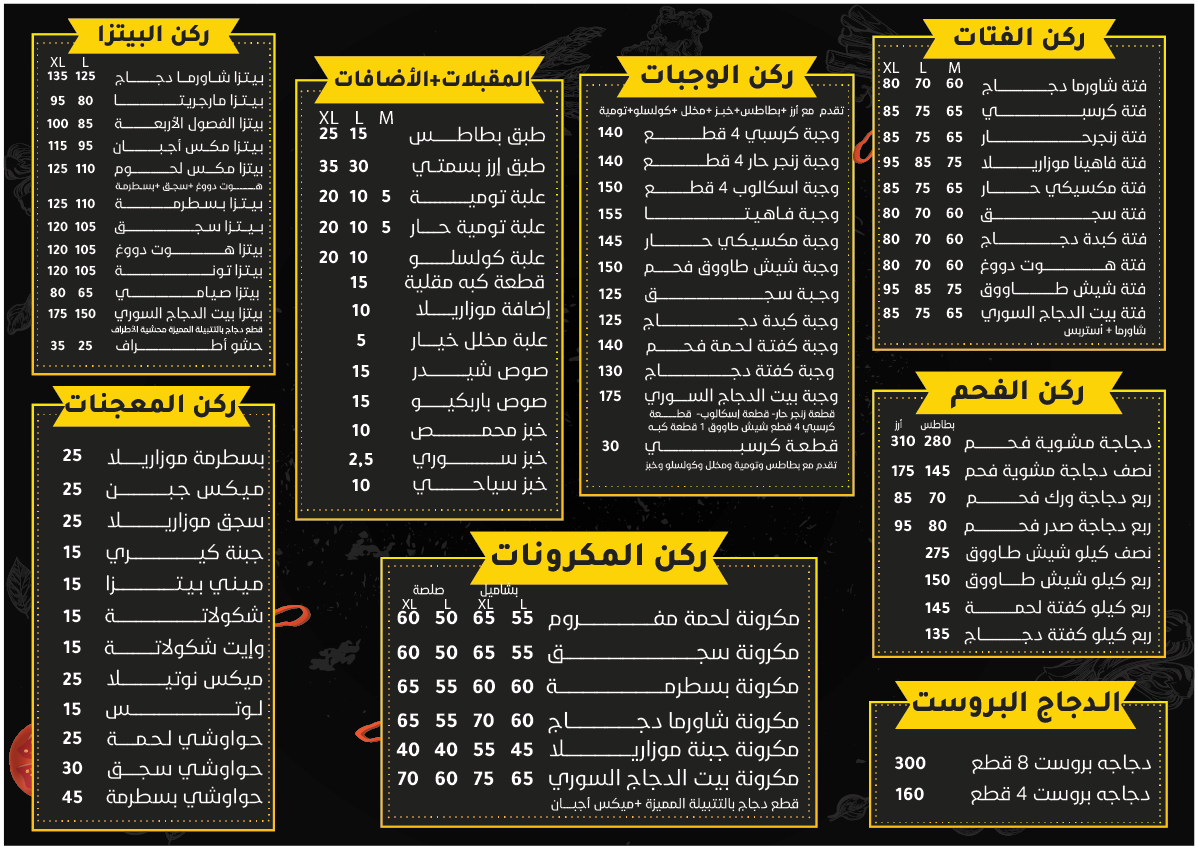 ركن الفتات
XL L M
فتة شاورما دجاج 60 70 80
فتة كرسبي 65 75 85
فتة زنجرحار 65 75 85
فتة فاهيتا موزاريلا 75 85 95
فتة مكسيكي حار 65 75 85
فتة سجق 60 70 80
فتة كبدة دجاج 60 70 80
فتة هوت دووغ 60 70 80
فتة شيش طاووق 75 85 95
فتة بيت الدجاج السوري 65 75 85
شاورما + أستربس
ركن الفحم
بطاطس أرز
دجاجة مشوية فحم 280 310
نصف دجاجة مشوية فحم 145 175
ربع دجاجة ورك فحم 70 85
ربع دجاجة صدر فحم 80 95
نصف كيلو شيش طاووق 275
ربع كيلو شيش طاووق 150
ربع كيلو كفتة لحمة 145
ربع كيلو كفتة دجاج 135
الدجاج البروست
دجاجه بروست 8 قطع 300
دجاجه بروست 4 قطع 160
ركن الوجبات
تقدم مع أرز +بطاطس+خبز +مخلل +كولسلو+تومية
وجبة كرسبي 4 قطع 140
وجبة زنجر حار 4 قطع 140
وجبة اسكالوب 4 قطع 150
وجبة فاهيتا 155
وجبة مكسيكي حار 145
وجبة شيش طاووق فحم 150
وجبة سجق 125
وجبة كبدة دجاج 125
وجبة كفتة لحمة فحم 140
وجبة كفتة دجاج 130
وجبة بيت الدجاج السوري 175
قطعة زنجر حار- قطعة إسكالوب- قطعة
كرسبي 4 قطع شيش طاووق 1 قطعة كبه
قطعة كرسبي 30
تقدم مع بطاطس وتومية ومخلل وكولسلو وخبز
المقبلات+الأضافات
XL L M
طبق بطاطس 15 25
طبق إرز بسمتي 30 35
علبة تومية 5 10 20
علبة تومية حار 5 10 20
علبة كولسلو 10 20
قطعة كبه مقلية 15
إضافة موزاريلا 10
علبة مخلل خيار 5
صوص شيدر 15
صوص باربكيو 15
خبز محمص 10
خبز سوري 2,5
خبز سياحي 10
ركن المكرونات
بشاميل صلصة
XL L XL L
مكرونة لحمة مفروم 55 65 50 60
مكرونة سجق 55 65 50 60
مكرونة بسطرمة 60 60 55 65
مكرونة شاورما دجاج 60 70 55 65
مكرونة جبنة موزاريلا 45 55 40 40
مكرونة بيت الدجاج السوري 65 75 60 70
قطع دجاج بالتتبيلة المميزة +ميكس أجبان
ركن البيتزا
XL L
بيتزا شاورما دجاج 125 135
بيتزا مارجريتا 80 95
بيتزا الفصول الأربعة 85 100
بيتزا مكس أجبان 95 115
بيتزا مكس لحوم 110 125
هوت دووغ +سجق +بسطرمة
بيتزا بسطرمة 110 125
بيتزا سجق 105 120
بيتزا هوت دووغ 105 120
بيتزا تونة 105 120
بيتزا صيامي 65 80
بيتزا بيت الدجاج السوري 150 175
قطع دجاج بالتتبيلة المميزة محشية الأطراف
حشو أطراف 25 35
ركن المعجنات
بسطرمة موزاريلا 25
ميكس جبن 25
سجق موزاريلا 25
جبنة كيري 15
ميني بيتزا 15
شكولاتة 15
وايت شكولاتة 15
ميكس نوتيلا 25
لوتس 15
حواوشي لحمة 25
حواوشي سجق 30
حواوشي بسطرمة 45